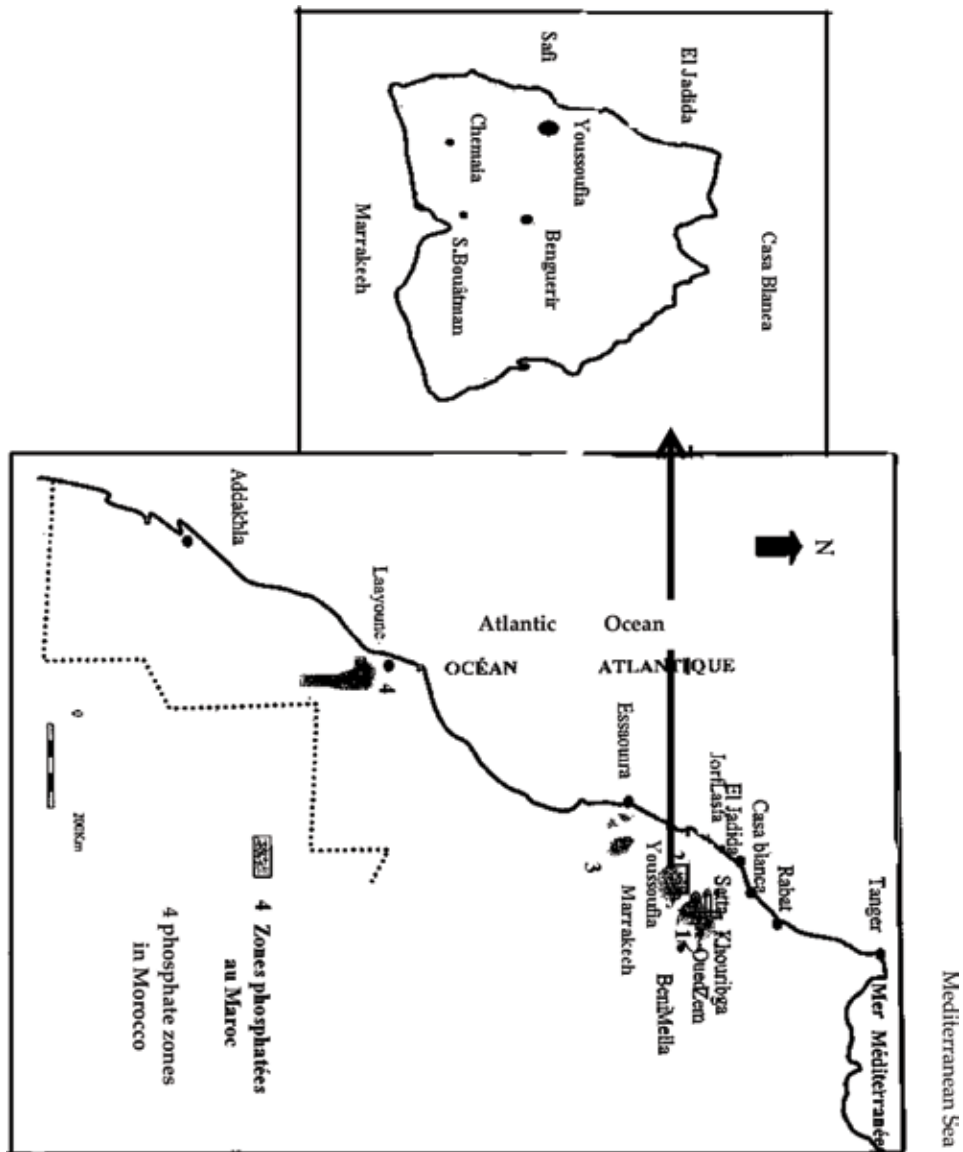 Safi
El Jadida
Casa Blanca
Youssoufia
Chemaia
Benguerir
S.Bouâtman
Marrakech
N
Atlantic Ocean
OCÉAN ATLANTIQUE
Addakhla
Laayoune
4
Essaouira
3
Marrakech
Youssoufia
2
JorfLasfa
El Jadida
Casa blanca
Rabat
Tanger
Settat
Khouribga
OuedZem
1
BeniMella
Mer Méditerranée
Mediterranean Sea
0
200Km
4 Zones phosphatées
au Maroc
4 phosphate zones
in Morocco